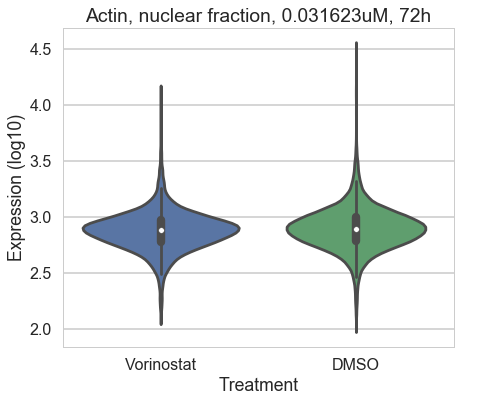 Actin, nuclear fraction, 0.031623uM, 72h
Expression (log10)
4.5
4.0
3.5
3.0
2.5
2.0
Vorinostat
DMSO
Treatment